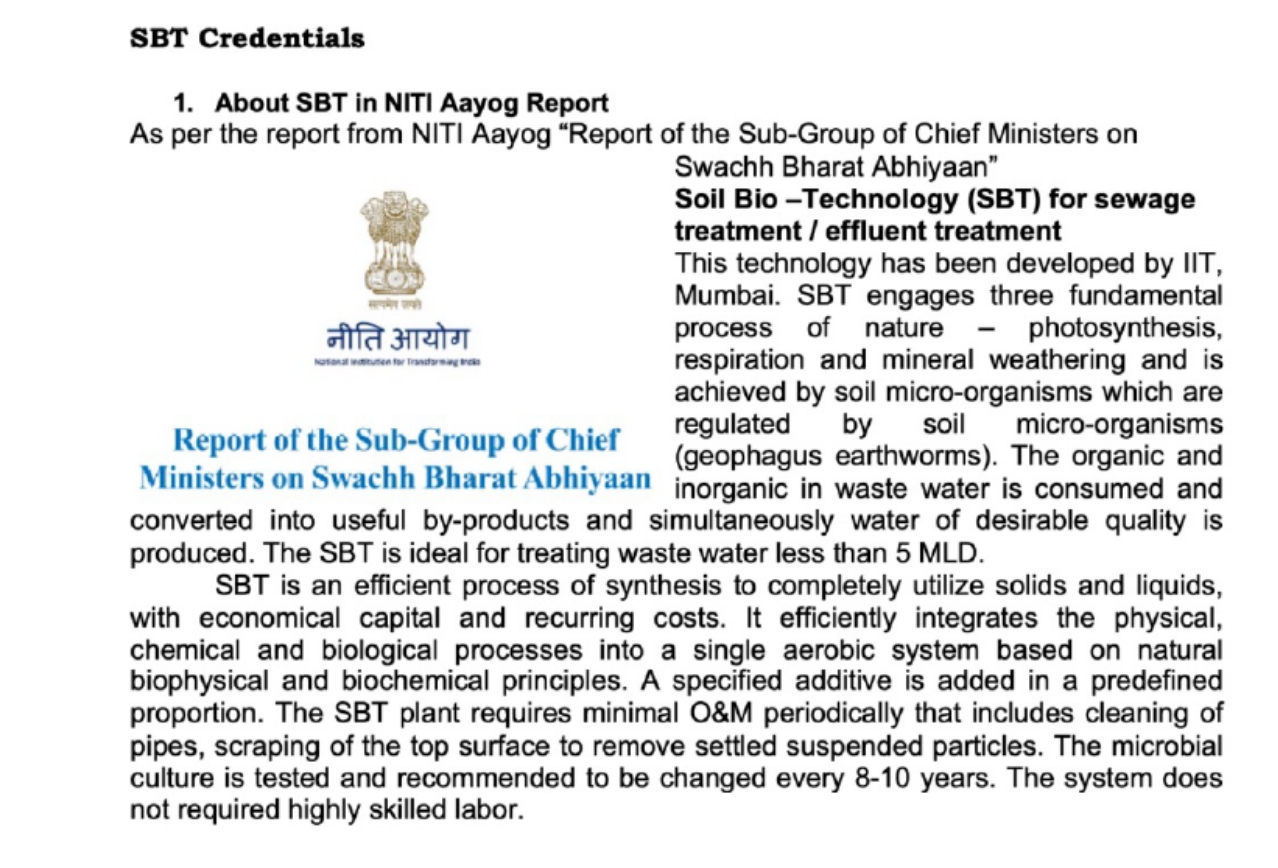 SBT Credentials
1. About SBT in NITI Aayog Report
As per the report from NITI Aayog “Report of the Sub-Group of Chief Ministers on
Swachh Bharat Abhiyaan”
Soil Bio –Technology (SBT) for sewage
treatment / effluent treatment
This technology has been developed by IIT,
Mumbai. SBT engages three fundamental
process of nature – photosynthesis,
respiration and mineral weathering and is
achieved by soil micro-organisms which are
regulated by soil micro-organisms
(geophagus earthworms). The organic and
inorganic in waste water is consumed and
सत्यमेव जयते
नीति आयोग
National Institution for Transforming India
Report of the Sub-Group of Chief
Ministers on Swachh Bharat Abhiyaan
converted into useful by-products and simultaneously water of desirable quality is
produced. The SBT is ideal for treating waste water less than 5 MLD.
SBT is an efficient process of synthesis to completely utilize solids and liquids,
with economical capital and recurring costs. It efficiently integrates the physical,
chemical and biological processes into a single aerobic system based on natural
biophysical and biochemical principles. A specified additive is added in a predefined
proportion. The SBT plant requires minimal O&M periodically that includes cleaning of
pipes, scraping of the top surface to remove settled suspended particles. The microbial
culture is tested and recommended to be changed every 8-10 years. The system does
not required highly skilled labor.